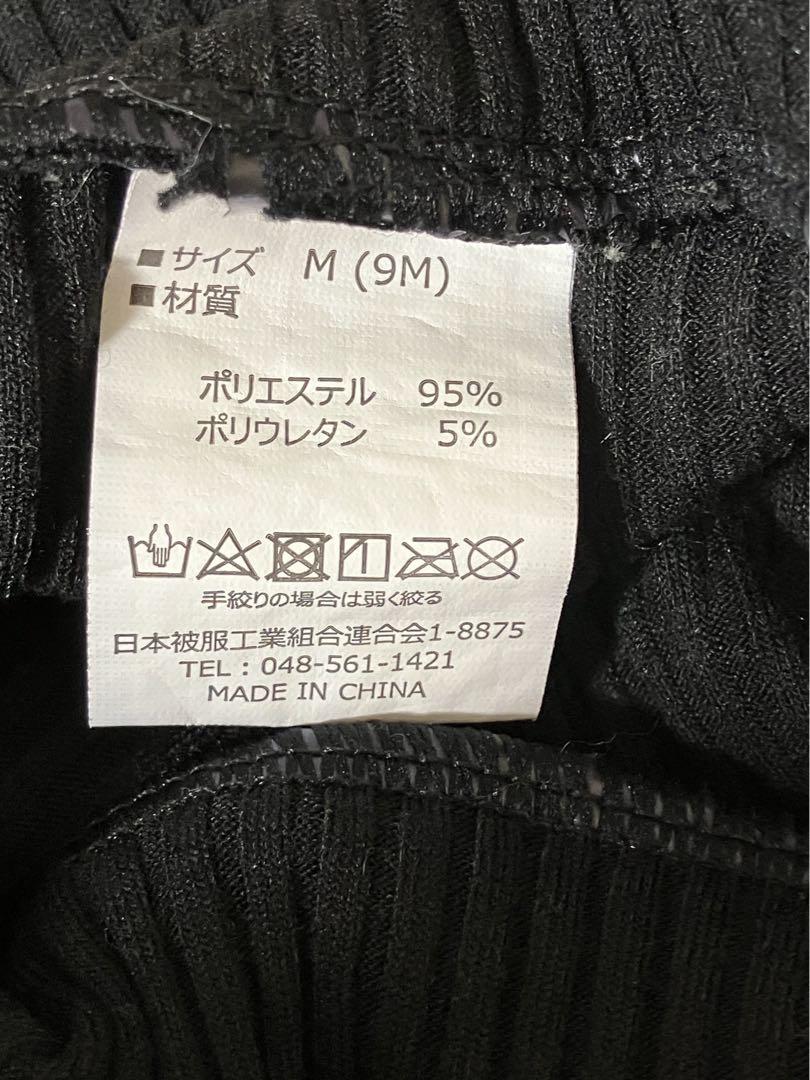 ■サイズ M (9M)
■材質
ポリエステル 95%
ポリウレタン 5%
手絞りの場合は弱く絞る
日本被服工業組合連合会1-8875
TEL : 048-561-1421
MADE IN CHINA